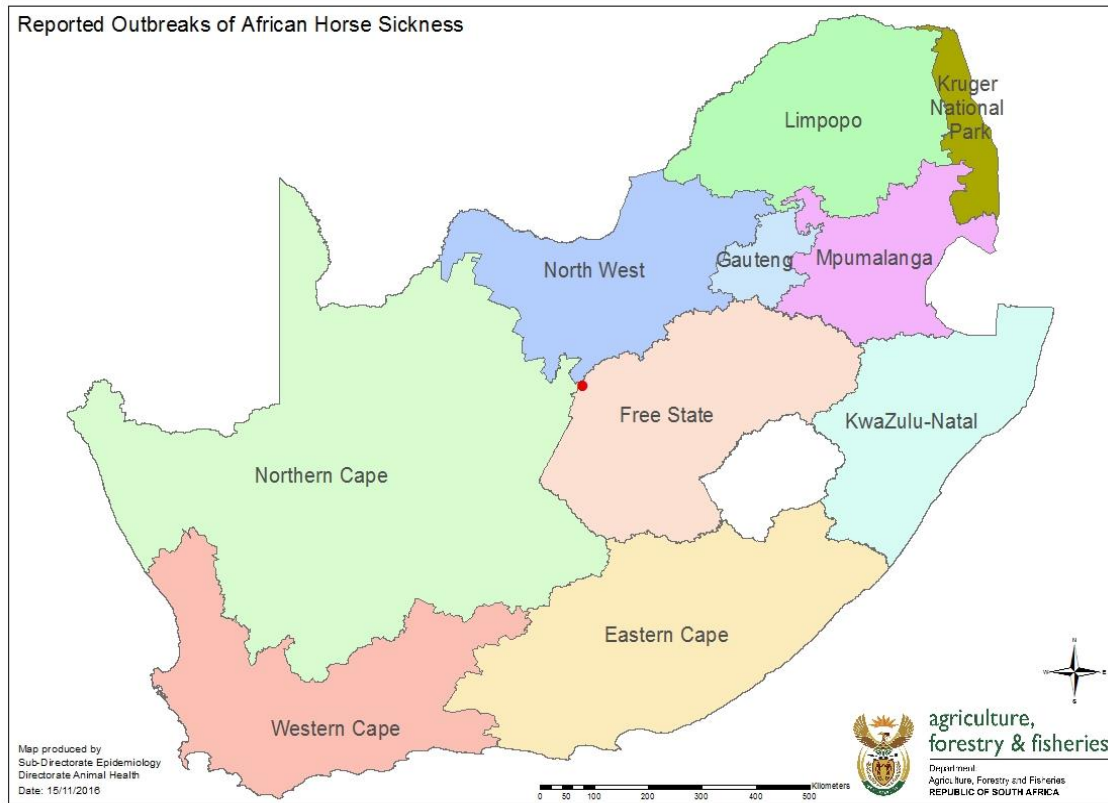 Reported Outbreaks of African Horse Sickness
Kruger
National
Park
Limpopo
North West
Gauteng
Mpumalanga
Free State
KwaZulu-Natal
Northern Cape
Eastern Cape
Western Cape
N
W
E
S
Map produced by
Sub-Directorate Epidemiology
Directorate Animal Health
Date: 15/11/2016
Kilometers
0 50 100 200 300 400 500
agriculture,
forestry & fisheries
Department:
Agriculture, Forestry and Fisheries
REPUBLIC OF SOUTH AFRICA